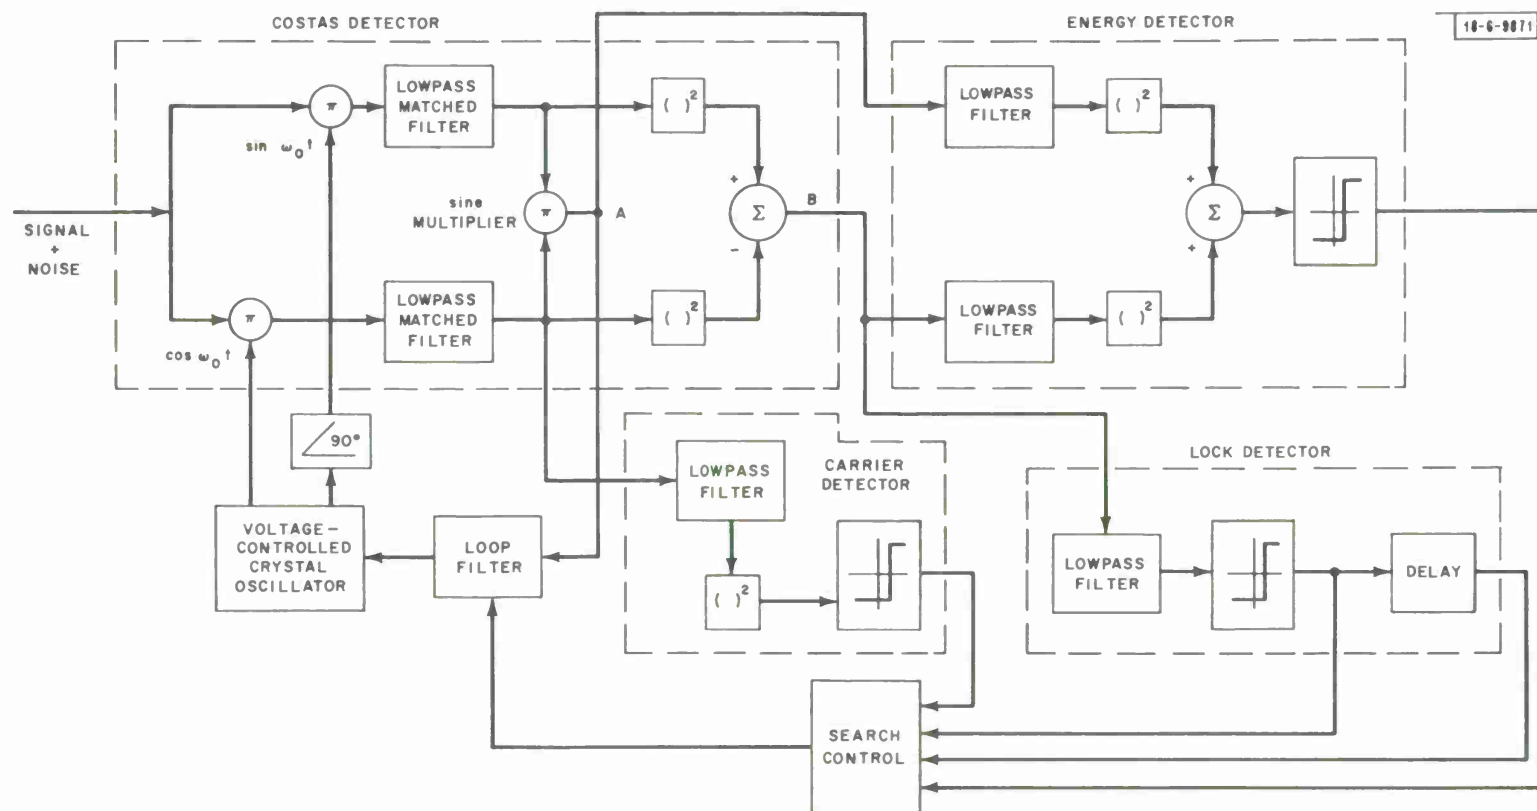 COSTAS DETECTOR
ENERGY DETECTOR
18-6-9871
LOWPASS
MATCHED
FILTER
( )²
π
sin ω₀t
LOWPASS
FILTER
( )²
SIGNAL
+
NOISE
sine
MULTIPLIER
π
A
+
Σ
-
B
+
Σ
+
π
cos ω₀t
LOWPASS
MATCHED
FILTER
( )²
LOWPASS
FILTER
( )²
90°
VOLTAGE-
CONTROLLED
CRYSTAL
OSCILLATOR
LOOP
FILTER
LOWPASS
FILTER
CARRIER
DETECTOR
( )²
LOCK DETECTOR
LOWPASS
FILTER
DELAY
SEARCH
CONTROL